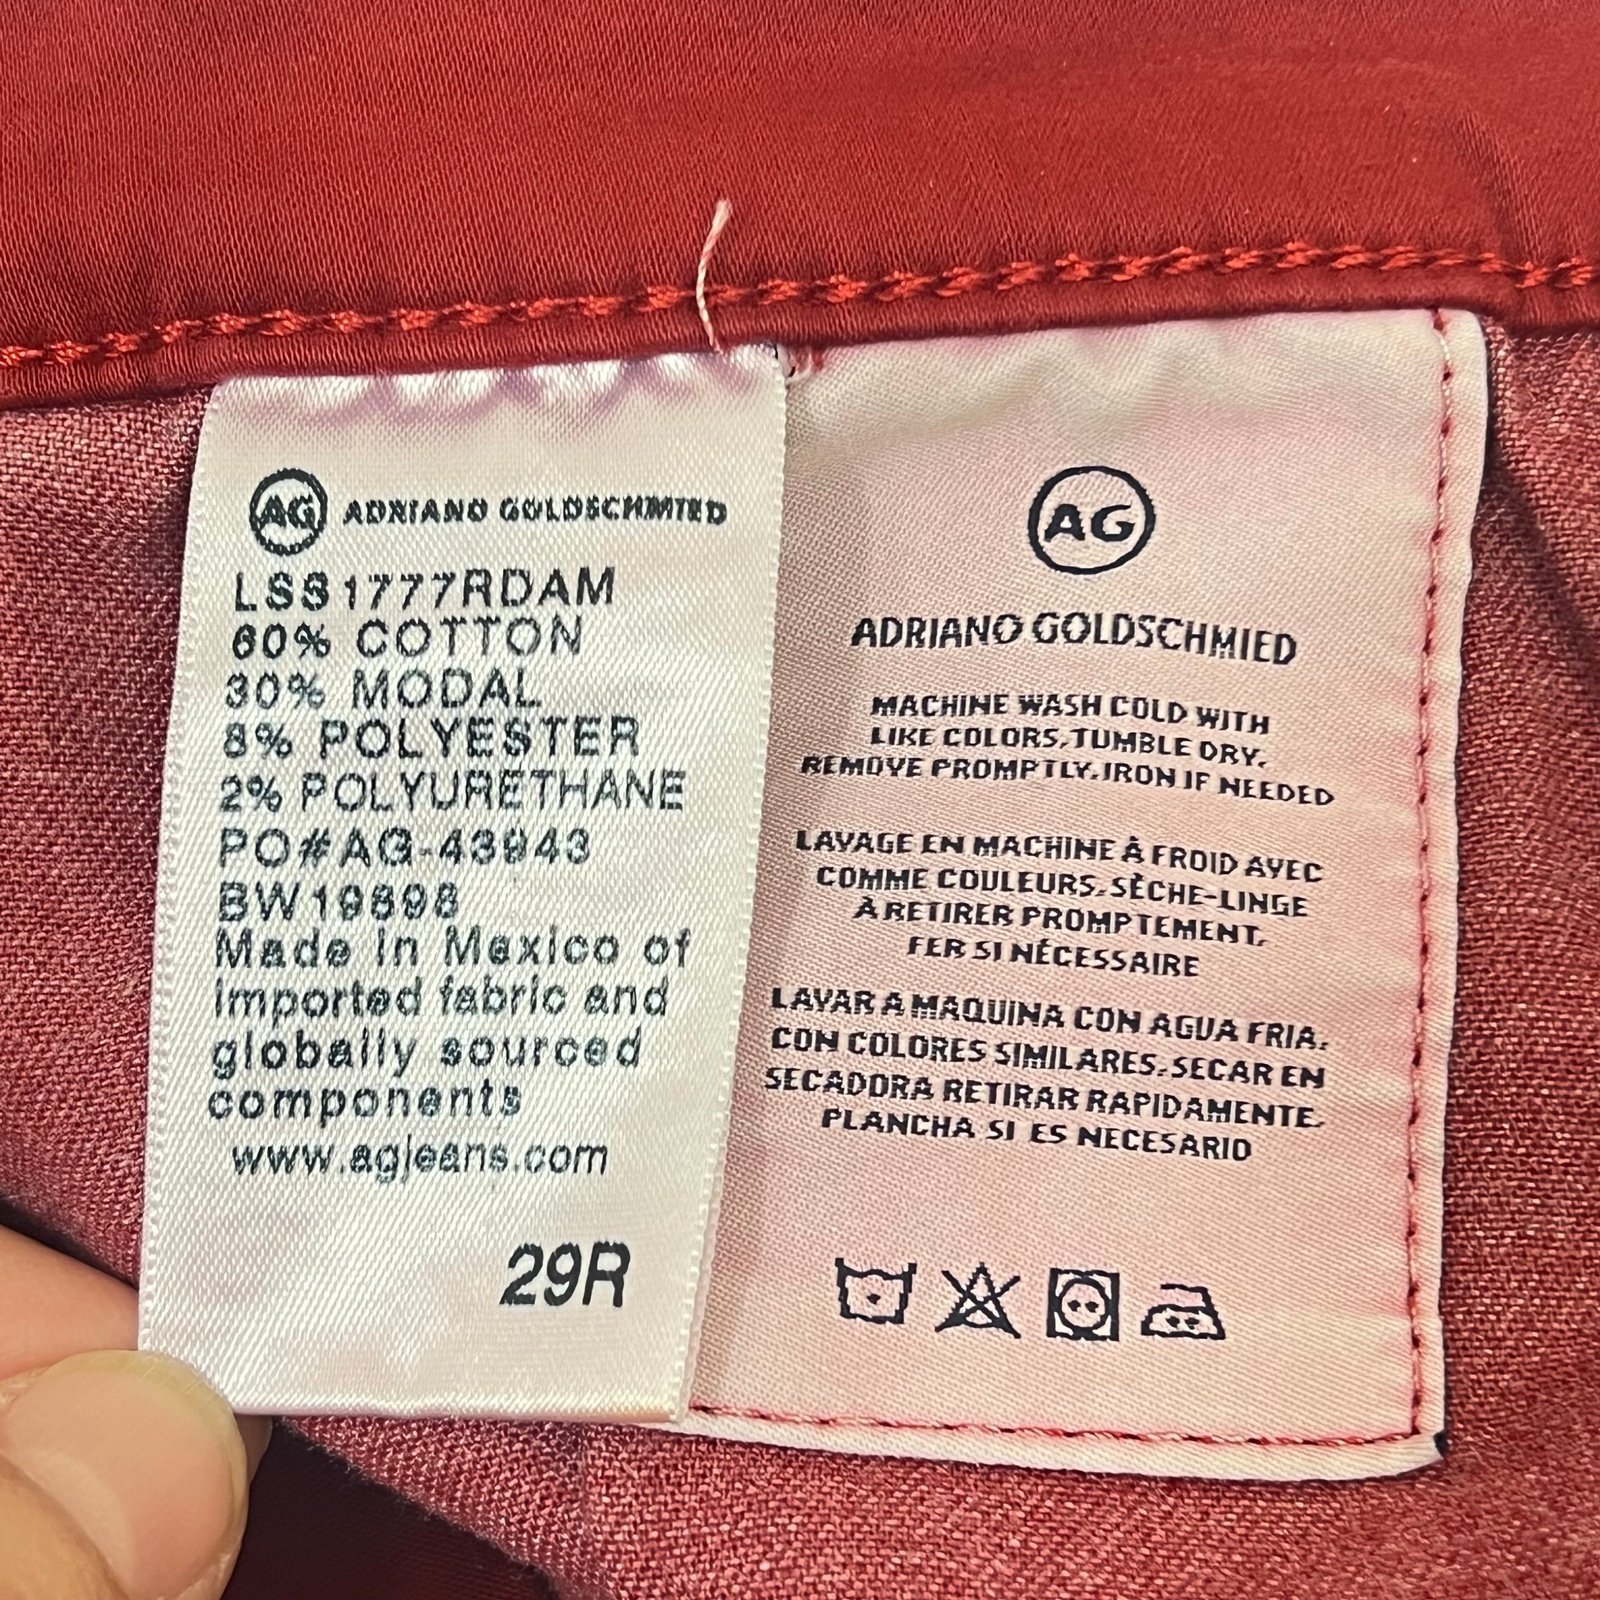 AG ADRIANO GOLDSCHMIED
LSS1777RDAM
60% COTTON
30% MODAL
8% POLYESTER
2% POLYURETHANE
PO#AG-43943
BW19898
Made in Mexico of
imported fabric and
globally sourced
components
www.agjeans.com
29R
AG
ADRIANO GOLDSCHMIED
MACHINE WASH COLD WITH
LIKE COLORS, TUMBLE DRY,
REMOVE PROMPTLY, IRON IF NEEDED
LAVAGE EN MACHINE À FROID AVEC
COMME COULEURS, SÈCHE-LINGE
À RETIRER PROMPTEMENT,
FER SI NÉCESSAIRE
LAVAR A MAQUINA CON AGUA FRIA,
CON COLORES SIMILARES, SECAR EN
SECADORA RETIRAR RAPIDAMENTE,
PLANCHA SI ES NECESARIO